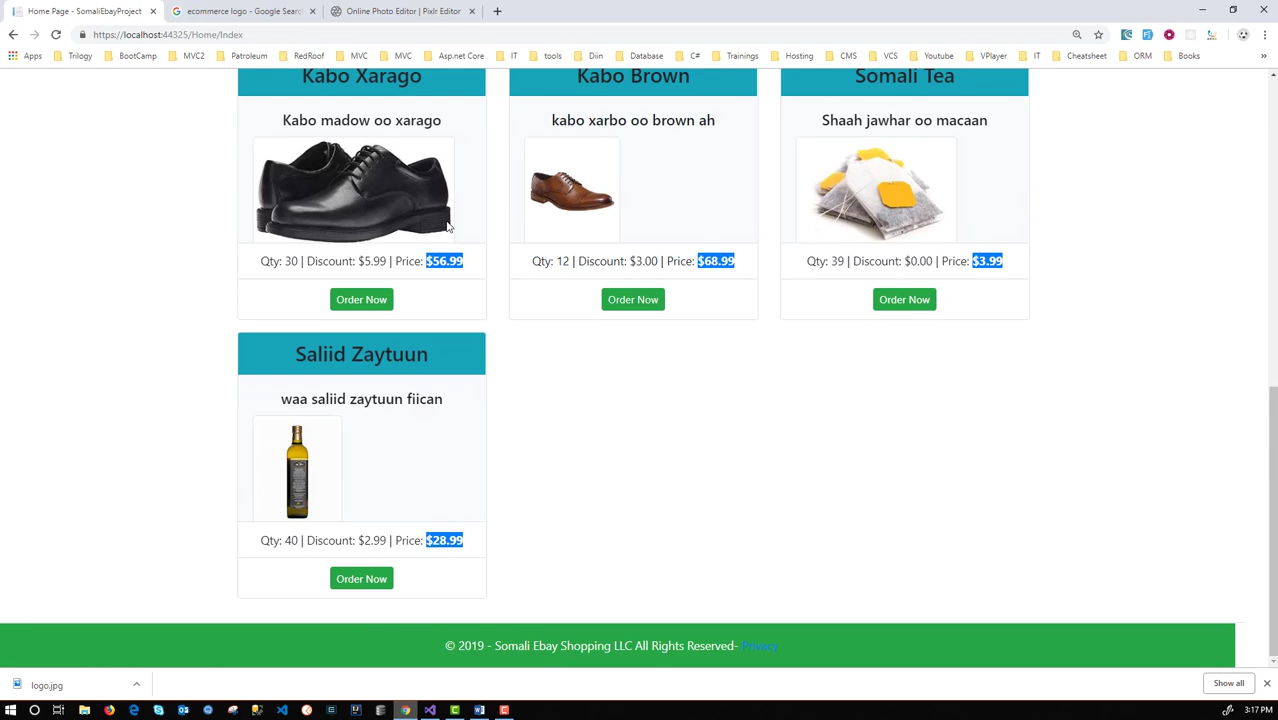 Home Page - SomaliEbayProject
ecommerce logo - Google Searc
Online Photo Editor | Pixlr Editor
https://localhost:44325/Home/Index
Apps Trilogy BootCamp MVC2 Patroleum RedRoof MVC MVC Asp.net Core IT tools Diin Database C# Trainings Hosting CMS VCS Youtube VPlayer IT Cheatsheet ORM Books
Kabo Xarago
Kabo madow oo xarago
Qty: 30 | Discount: $5.99 | Price: $56.99
Order Now
Kabo Brown
kabo xarbo oo brown ah
Qty: 12 | Discount: $3.00 | Price: $68.99
Order Now
Somali Tea
Shaah jawhar oo macaan
Qty: 39 | Discount: $0.00 | Price: $3.99
Order Now
Saliid Zaytuun
waa saliid zaytuun fiican
Qty: 40 | Discount: $2.99 | Price: $28.99
Order Now
© 2019 - Somali Ebay Shopping LLC All Rights Reserved- Privacy
logo.jpg
Show all
3:17 PM